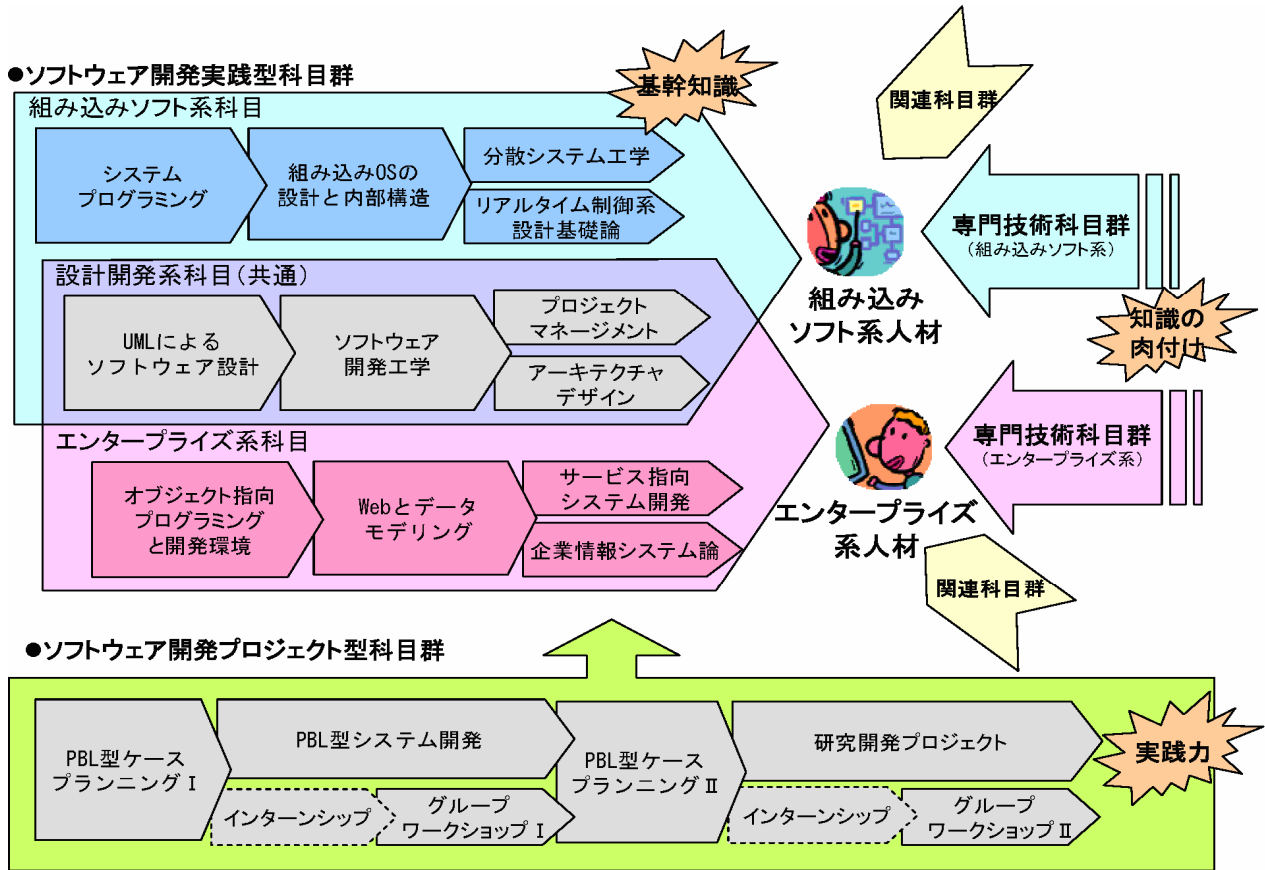 ●ソフトウェア開発実践型科目群
基幹知識
組み込みソフト系科目
システム
プログラミング
組み込みOSの
設計と内部構造
分散システム工学
リアルタイム制御系
設計基礎論
設計開発系科目(共通)
UMLによる
ソフトウェア設計
ソフトウェア
開発工学
プロジェクト
マネージメント
アーキテクチャ
デザイン
エンタープライズ系科目
オブジェクト指向
プログラミング
と開発環境
Webとデータ
モデリング
サービス指向
システム開発
企業情報システム論
関連科目群
組み込み
ソフト系人材
専門技術科目群
(組み込みソフト系)
知識の
肉付け
エンタープライズ
系人材
専門技術科目群
(エンタープライズ系)
関連科目群
●ソフトウェア開発プロジェクト型科目群
PBL型ケース
プランニングⅠ
PBL型システム開発
インターンシップ
グループ
ワークショップⅠ
PBL型ケース
プランニングⅡ
研究開発プロジェクト
インターンシップ
グループ
ワークショップⅡ
実践力